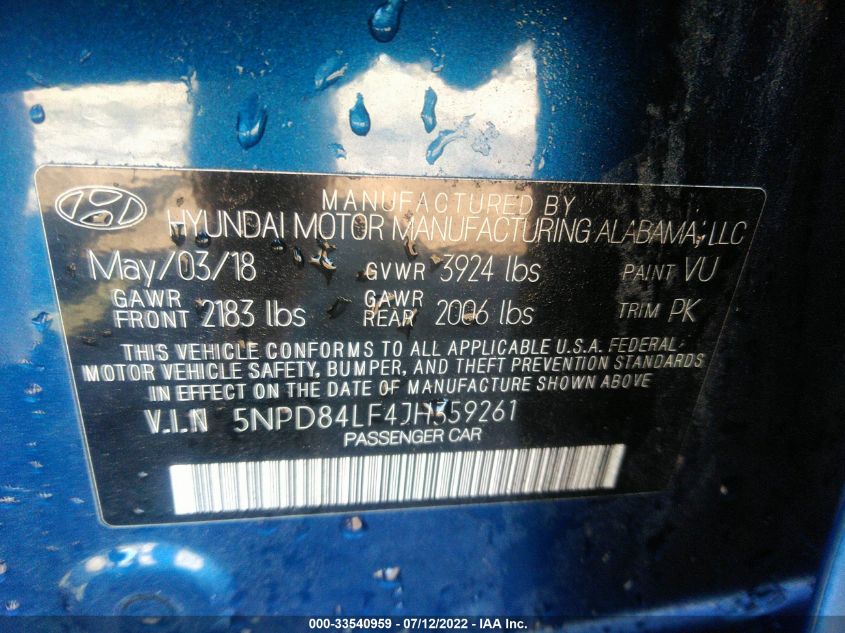 MANUFACTURED BY
HYUNDAI MOTOR MANUFACTURING ALABAMA, LLC
May/03/18 GVWR 3924 lbs PAINT VU
GAWR FRONT 2183 lbs GAWR REAR 2006 lbs TRIM PK
THIS VEHICLE CONFORMS TO ALL APPLICABLE U.S.A. FEDERAL
MOTOR VEHICLE SAFETY, BUMPER, AND THEFT PREVENTION STANDARDS
IN EFFECT ON THE DATE OF MANUFACTURE SHOWN ABOVE
V.I.N 5NPD84LF4JH359261
PASSENGER CAR
000-33540959 - 07/12/2022 - IAA Inc.